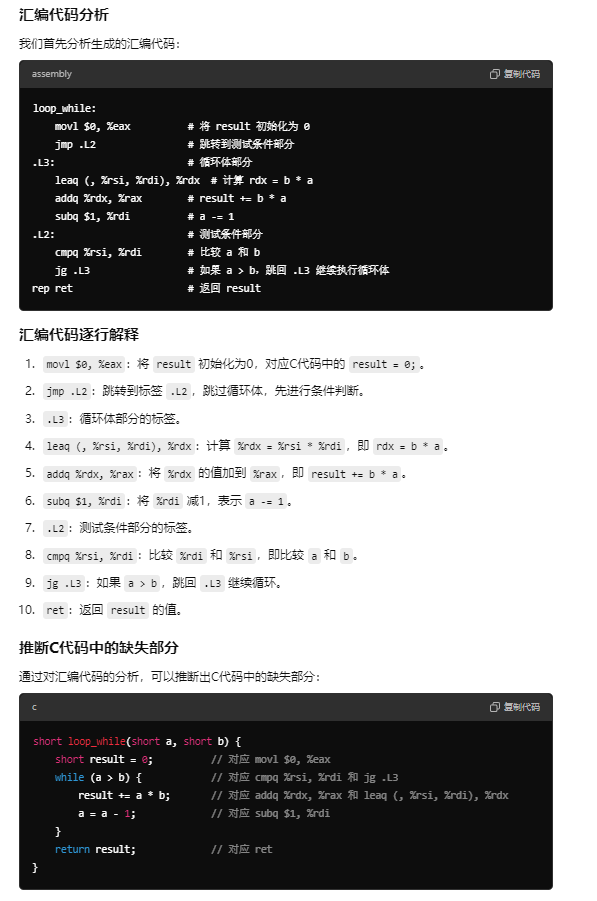 汇编代码分析
我们首先分析生成的汇编代码：
assembly 复制代码
loop_while:
    movl $0, %eax         # 将 result 初始化为 0
    jmp .L2               # 跳转到测试条件部分
.L3:                      # 循环体部分
    leaq (, %rsi, %rdi), %rdx  # 计算 rdx = b * a
    addq %rdx, %rax       # result += b * a
    subq $1, %rdi         # a -= 1
.L2:                      # 测试条件部分
    cmpq %rsi, %rdi       # 比较 a 和 b
    jg .L3                # 如果 a > b，跳回 .L3 继续执行循环体
rep ret                   # 返回 result
汇编代码逐行解释
1. movl $0, %eax：将 result 初始化为0，对应C代码中的 result = 0;。
2. jmp .L2：跳转到标签 .L2，跳过循环体，先进行条件判断。
3. .L3：循环体部分的标签。
4. leaq (, %rsi, %rdi), %rdx：计算 %rdx = %rsi * %rdi，即 rdx = b * a。
5. addq %rdx, %rax：将 %rdx 的值加到 %rax，即 result += b * a。
6. subq $1, %rdi：将 %rdi 减1，表示 a -= 1。
7. .L2：测试条件部分的标签。
8. cmpq %rsi, %rdi：比较 %rdi 和 %rsi，即比较 a 和 b。
9. jg .L3：如果 a > b，跳回 .L3 继续循环。
10. ret：返回 result 的值。
推断C代码中的缺失部分
通过对汇编代码的分析，可以推断出C代码中的缺失部分：
c 复制代码
short loop_while(short a, short b) {
    short result = 0;         // 对应 movl $0, %eax
    while (a > b) {           // 对应 cmpq %rsi, %rdi 和 jg .L3
        result += a * b;      // 对应 addq %rdx, %rax 和 leaq (, %rsi, %rdi), %rdx
        a = a - 1;            // 对应 subq $1, %rdi
    }
    return result;            // 对应 ret
}